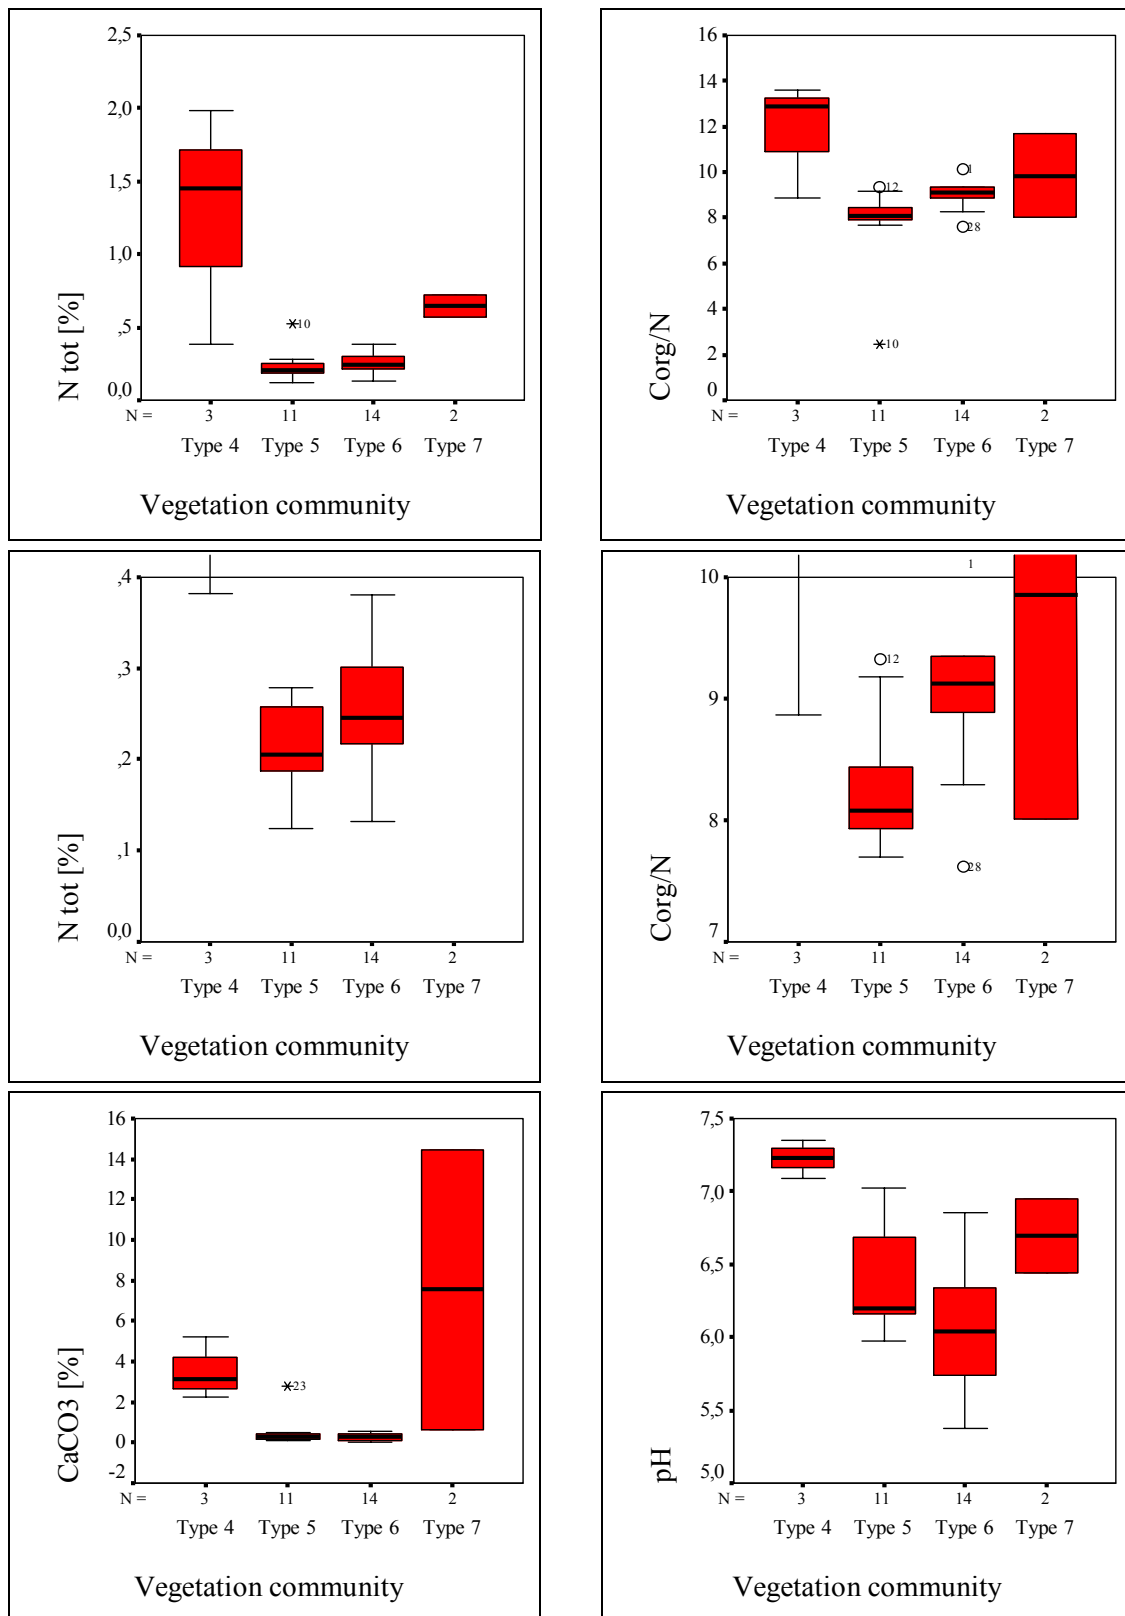 2,5
2,0
1,5
1,0
,5
0,0
N tot [%]
N =
3
11
14
2
Type 4
Type 5
Type 6
Type 7
10
Vegetation community
16
14
12
10
8
6
4
2
0
Corg/N
N =
3
11
14
2
Type 4
Type 5
Type 6
Type 7
12
10
1
28
Vegetation community
,4
,3
,2
,1
0,0
N tot [%]
N =
3
11
14
2
Type 4
Type 5
Type 6
Type 7
Vegetation community
10
9
8
7
Corg/N
N =
3
11
14
2
Type 4
Type 5
Type 6
Type 7
1
12
28
Vegetation community
16
14
12
10
8
6
4
2
0
-2
CaCO3 [%]
N =
3
11
14
2
Type 4
Type 5
Type 6
Type 7
23
Vegetation community
7,5
7,0
6,5
6,0
5,5
5,0
pH
N =
3
11
14
2
Type 4
Type 5
Type 6
Type 7
Vegetation community